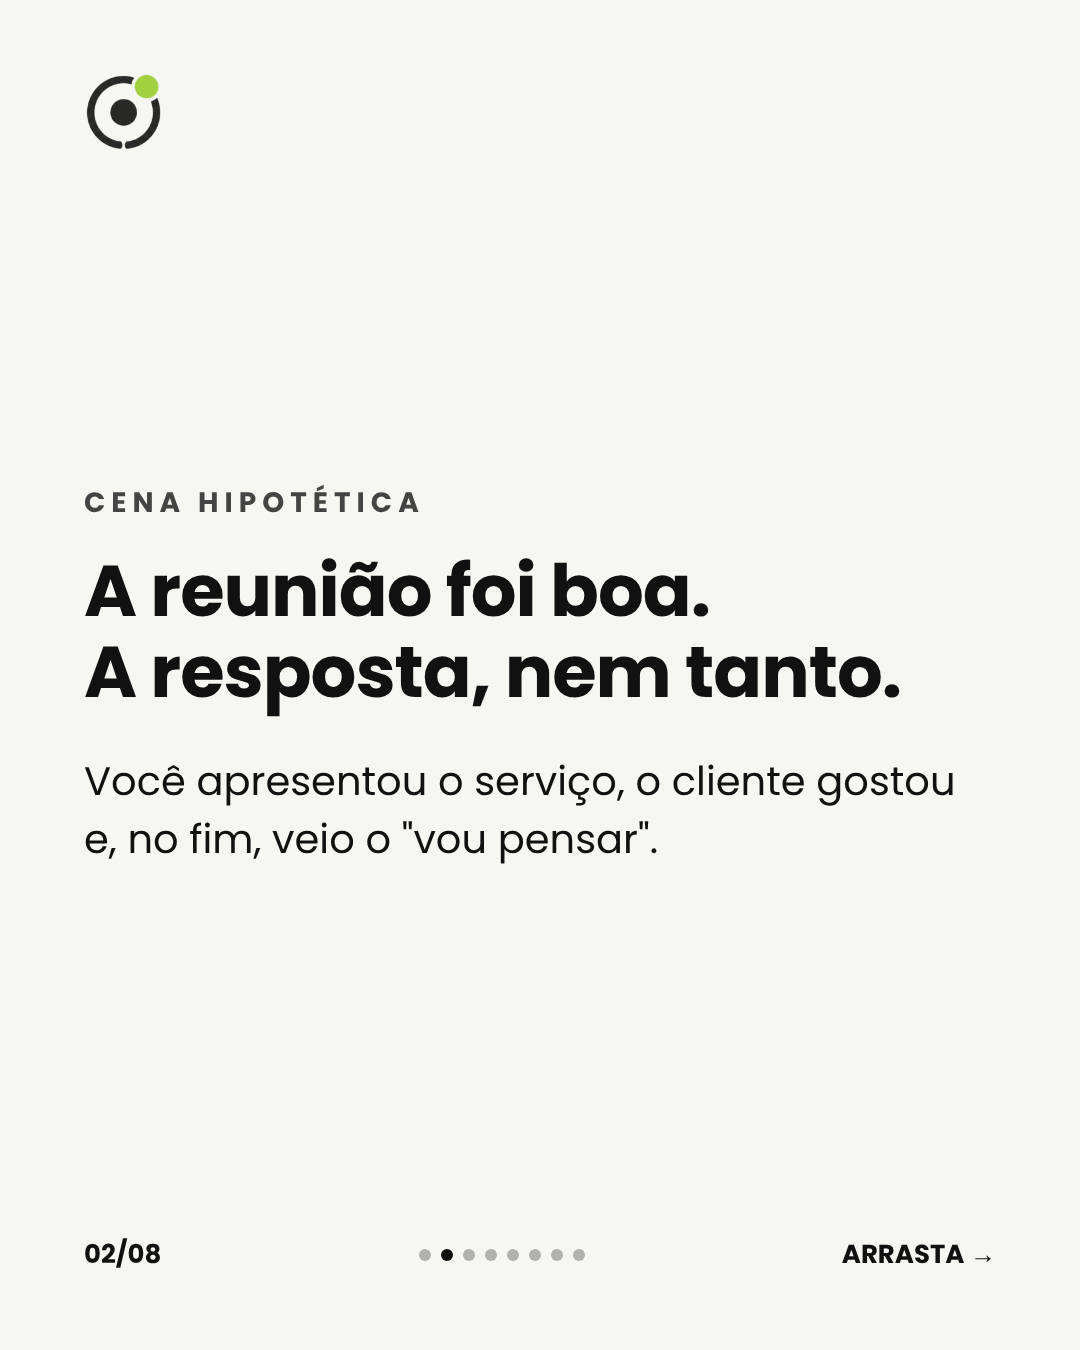 CENA HIPOTÉTICA
A reunião foi boa.
A resposta, nem tanto.
Você apresentou o serviço, o cliente gostou
e, no fim, veio o "vou pensar".
02/08
ARRASTA →